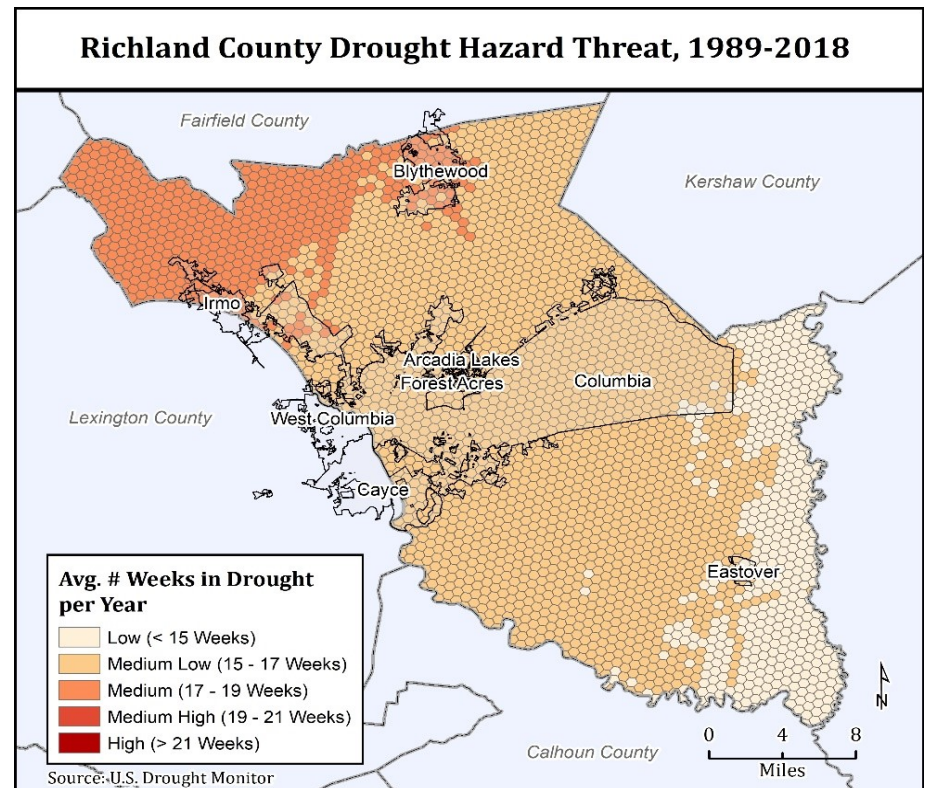 Richland County Drought Hazard Threat, 1989-2018
Fairfield County
Blythewood
Kershaw County
Irmo
Arcadia Lakes
Forest Acres
Columbia
Lexington County
West Columbia
Cayce
Eastover
Avg. # Weeks in Drought
per Year
Low (< 15 Weeks)
Medium Low (15 - 17 Weeks)
Medium (17 - 19 Weeks)
Medium High (19 - 21 Weeks)
High (> 21 Weeks)
Source: U.S. Drought Monitor
Calhoun County
N
0 4 8
Miles